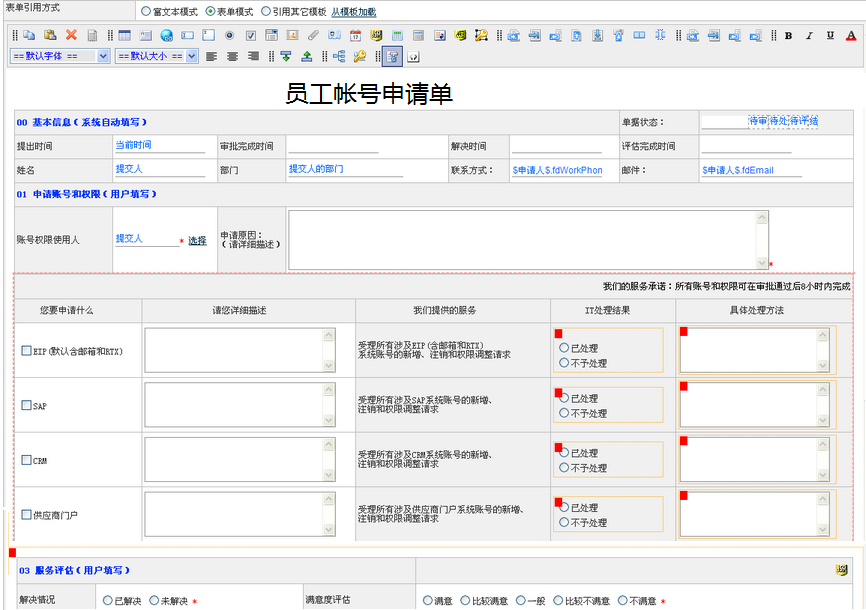 表单引用方式 富文本模式 表单模式 引用其它模板 从模板加载
B I U A
==默认字体 == ==默认大小 ==
员工帐号申请单
00 基本信息(系统自动填写) 单据状态: 待审 待处 待评 结
提出时间 当前时间 审批完成时间 解决时间 评估完成时间
姓名 提交人 部门 提交人的部门 联系方式: $申请人$.fdWorkPhon 邮件: $申请人$.fdEmail
01 申请账号和权限(用户填写)
账号权限使用人 提交人 * 选择 申请原因:
(请详细描述) *
我们的服务承诺:所有账号和权限可在审批通过后8小时内完成
您要申请什么 请您详细描述 我们提供的服务 IT处理结果 具体处理方法
EIP(默认含邮箱和RTX) 受理所有涉及EIP(含邮箱和RTX)
系统账号的新增、注销和权限调整请求
已处理
不予处理
SAP 受理所有涉及SAP系统账号的新增、
注销和权限调整请求
已处理
不予处理
CRM 受理所有涉及CRM系统账号的新增、
注销和权限调整请求
已处理
不予处理
供应商门户 受理所有涉及供应商门户系统账号的新增、
注销和权限调整请求
已处理
不予处理
03 服务评估(用户填写)
解决情况 已解决 未解决 * 满意度评估 满意 比较满意 一般 比较不满意 不满意 *